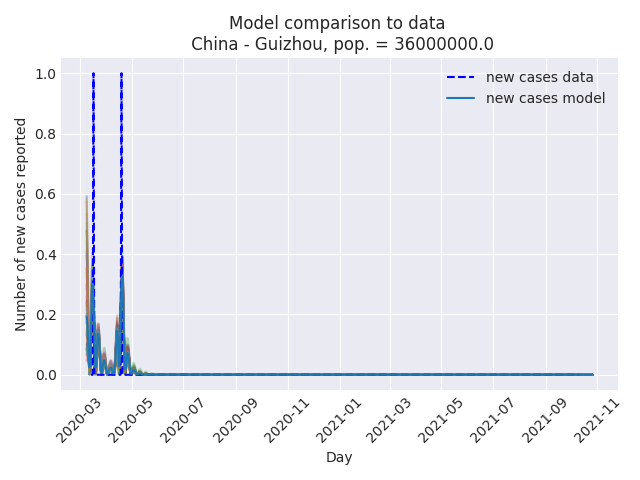 Model comparison to data
China - Guizhou, pop. = 36000000.0
new cases data
new cases model
Number of new cases reported
1.0
0.8
0.6
0.4
0.2
0.0
2020-03
2020-05
2020-07
2020-09
2020-11
2021-01
2021-03
2021-05
2021-07
2021-09
2021-11
Day